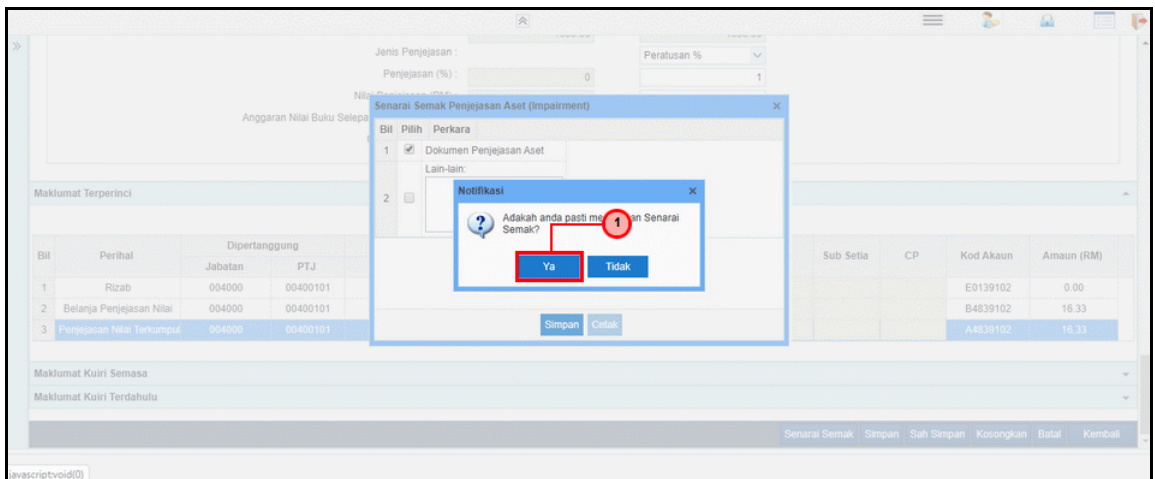 Jenis Penjejasan :
Peratusan %
Penjejasan (%) :
0
1
Anggaran Nilai Buku Selepa
Senarai Semak Penjejasan Aset (Impairment)
Bil Pilih Perkara
1 Dokumen Penjejasan Aset
2 Lain-lain:
Notifikasi
Adakah anda pasti an Senarai
Semak?
1
Ya Tidak
Simpan Cetak
Maklumat Terperinci
Bil Perihal Dipertanggung Sub Setia CP Kod Akaun Amaun (RM)
Jabatan PTJ
1 Rizab 004000 00400101 E0139102 0.00
2 Belanja Penjejasan Nilai 004000 00400101 B4839102 16.33
3 Penjejasan Nilai Terkumpul 004000 00400101 A4839102 16.33
Maklumat Kuiri Semasa
Maklumat Kuiri Terdahulu
Senarai Semak Simpan Sah Simpan Kosongkan Batal Kembali
javascript:void(0)